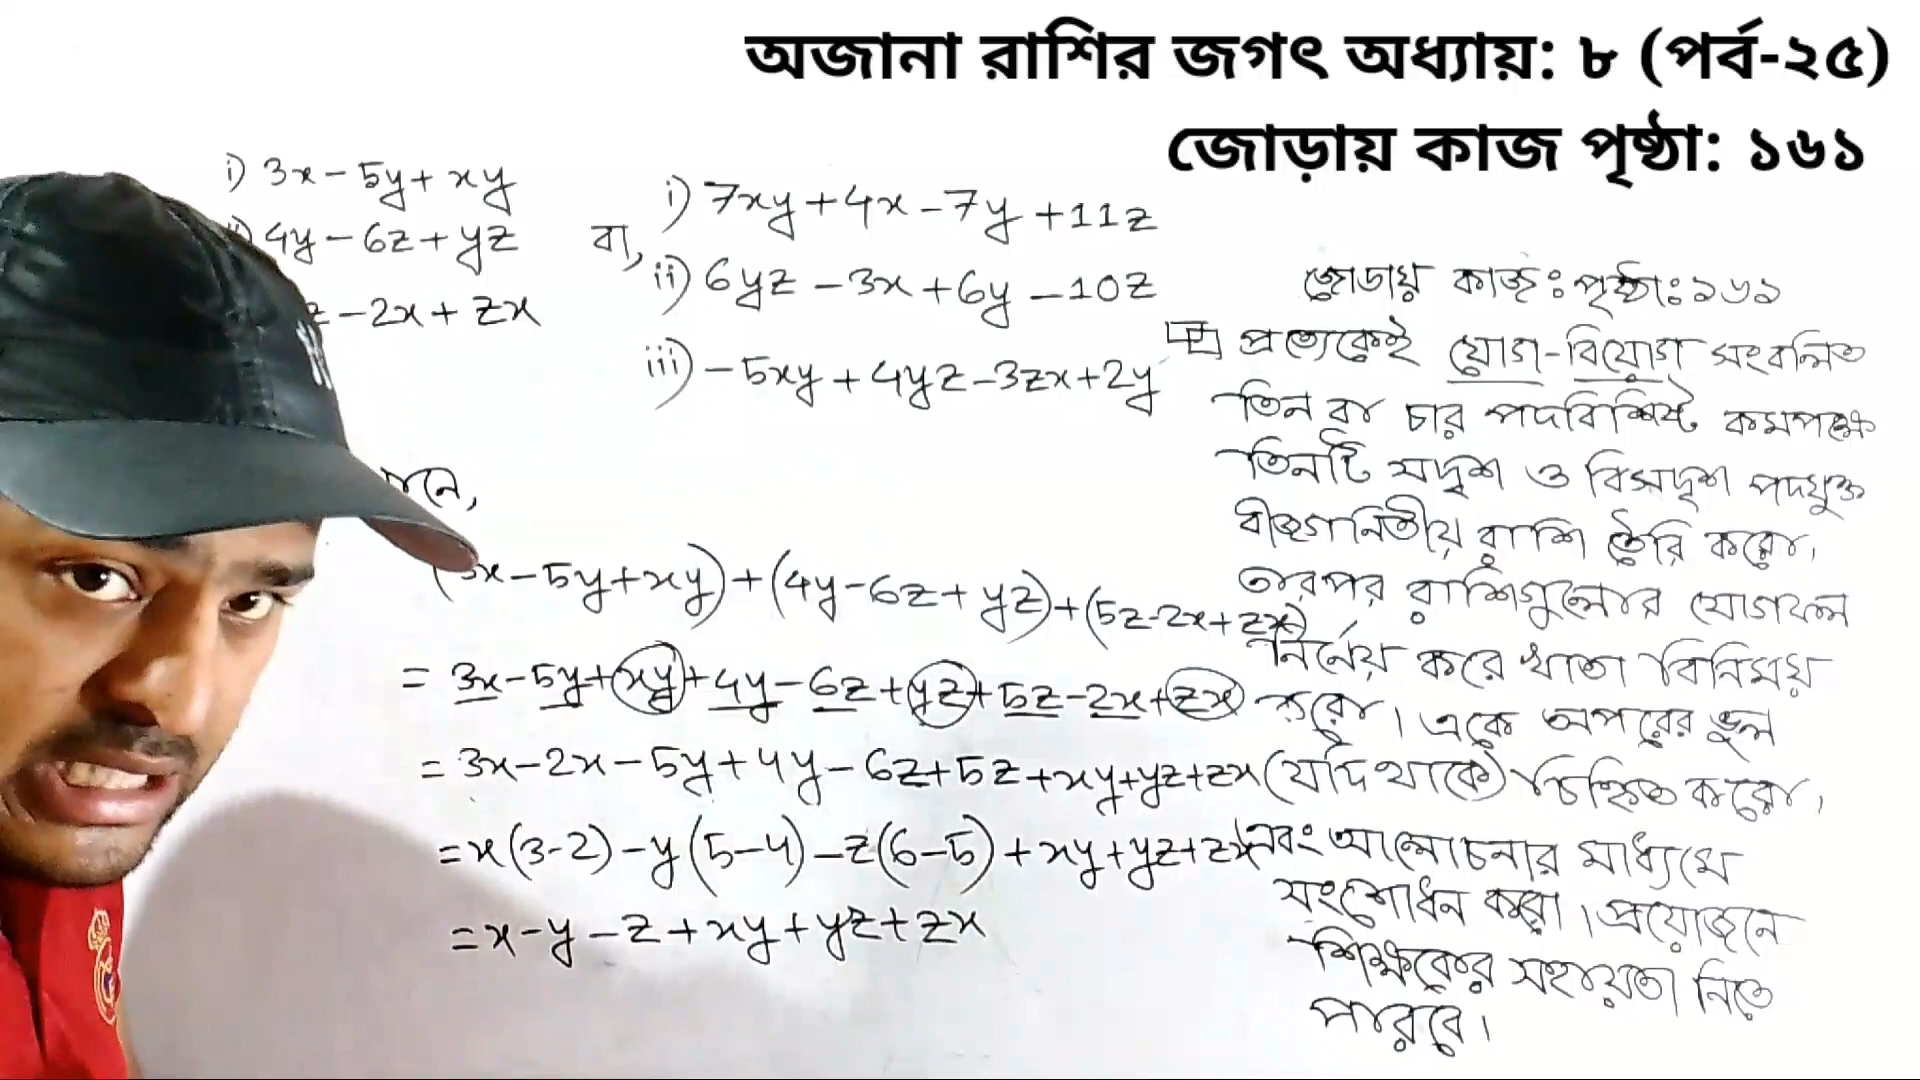 অজানা রাশির জগৎ অধ্যায়: ৮ (পর্ব-২৫)
জোড়ায় কাজ পৃষ্ঠা: ১৬১
i) 3x-5y+xy
4y-6z+yz
z-2x+zx
বা,
i) 7xy+4x-7y+11z
ii) 6yz-3x+6y-10z
iii) -5xy+4yz-3zx+2y
x-5y+xy)+(4y-6z+yz)+(5z-2x+zx)
= 3x-5y+xy+4y-6z+yz+5z-2x+zx
= 3x-2x-5y+4y-6z+5z+xy+yz+zx
= x(3-2)-y(5-4)-z(6-5)+xy+yz+zx
= x-y-z+xy+yz+zx
জোড়ায় কাজ: পৃষ্ঠা: ১৬১
প্রত্যেকেই যোগ-বিয়োগ সংবলিত
তিন বা চার পদবিশিষ্ট কমপক্ষে
তিনটি সদৃশ ও বিসদৃশ পদযুক্ত
বীজগানিতীয় রাশি তৈরি করো,
তারপর রাশিগুলোর যোগফল
নির্নেয় করে খাতা বিনিময়
করো। একে অপরের ভুল
(যদি থাকে) চিহ্নিত করো,
এবং আলোচনার মাধ্যমে
সংশোধন করো। প্রয়োজনে
শিক্ষকের সহায়তা নিতে
পারবে।